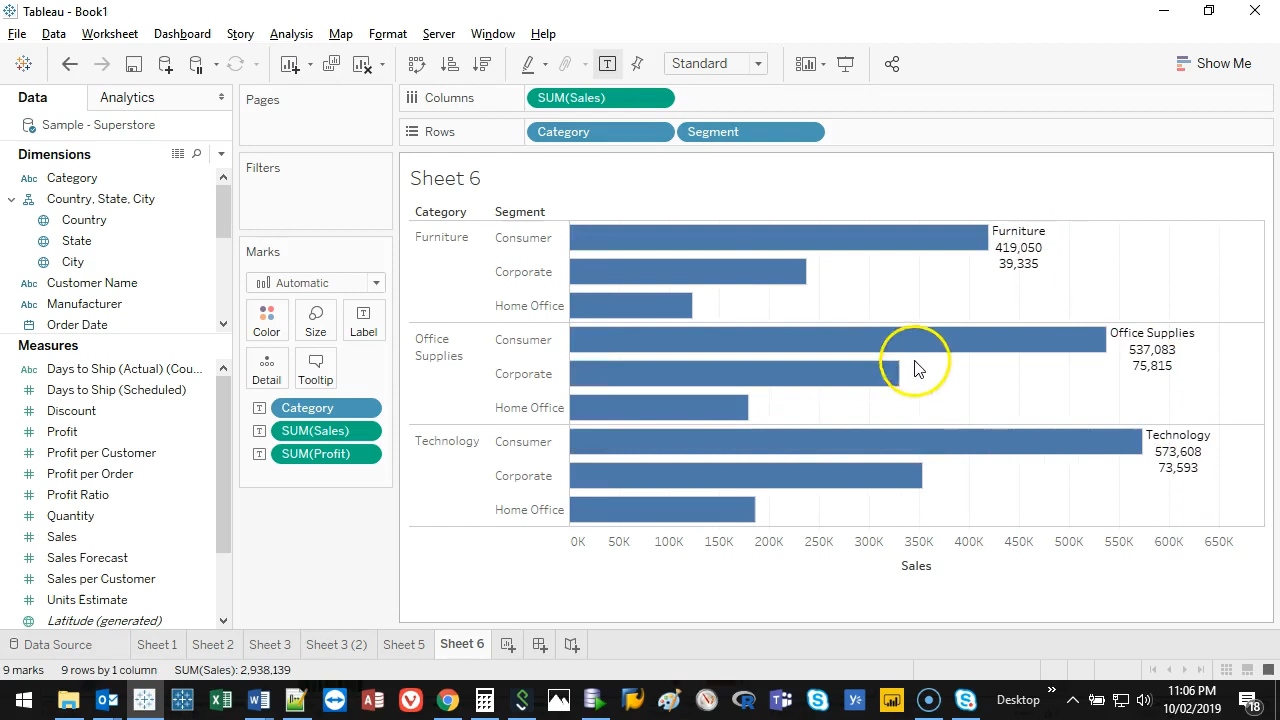 Tableau - Book1
File Data Worksheet Dashboard Story Analysis Map Format Server Window Help
Standard
Show Me
Data Analytics
Sample - Superstore
Dimensions
Abc Category
Country, State, City
Country
State
City
Abc Customer Name
Abc Manufacturer
Order Date
Measures
Abc Days to Ship (Actual) (Cou...
# Days to Ship (Scheduled)
# Discount
# Profit
# Profit per Customer
# Profit per Order
# Profit Ratio
# Quantity
# Sales
# Sales Forecast
# Sales per Customer
# Units Estimate
Latitude (generated)
Pages
Filters
Marks
Automatic
Color Size Label
Detail Tooltip
Category
SUM(Sales)
SUM(Profit)
Columns SUM(Sales)
Rows Category Segment
Sheet 6
Category Segment
Furniture Consumer
Furniture
419,050
39,335
Corporate
Home Office
Office Supplies Consumer
Office Supplies
537,083
75,815
Corporate
Home Office
Technology Consumer
Technology
573,608
73,593
Corporate
Home Office
0K 50K 100K 150K 200K 250K 300K 350K 400K 450K 500K 550K 600K 650K
Sales
Data Source Sheet 1 Sheet 2 Sheet 3 Sheet 3 (2) Sheet 5 Sheet 6
9 marks 9 rows by 1 column SUM(Sales): 2,938,139
Desktop
11:06 PM
10/02/2019
18